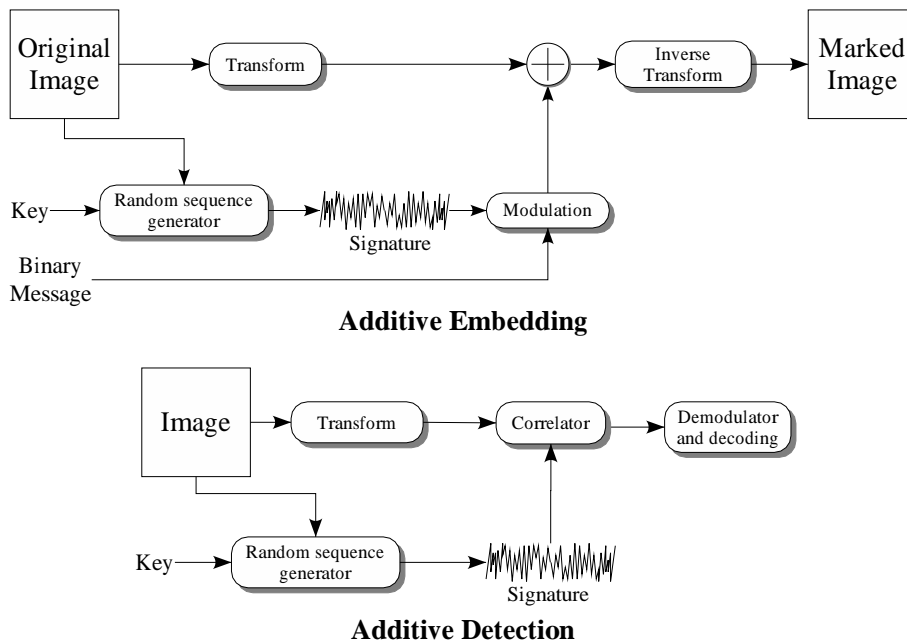 Original
Image
Transform
Inverse
Transform
Marked
Image
Key
Random sequence
generator
Signature
Modulation
Binary
Message
Additive Embedding
Image
Transform
Correlator
Demodulator
and decoding
Key
Random sequence
generator
Signature
Additive Detection